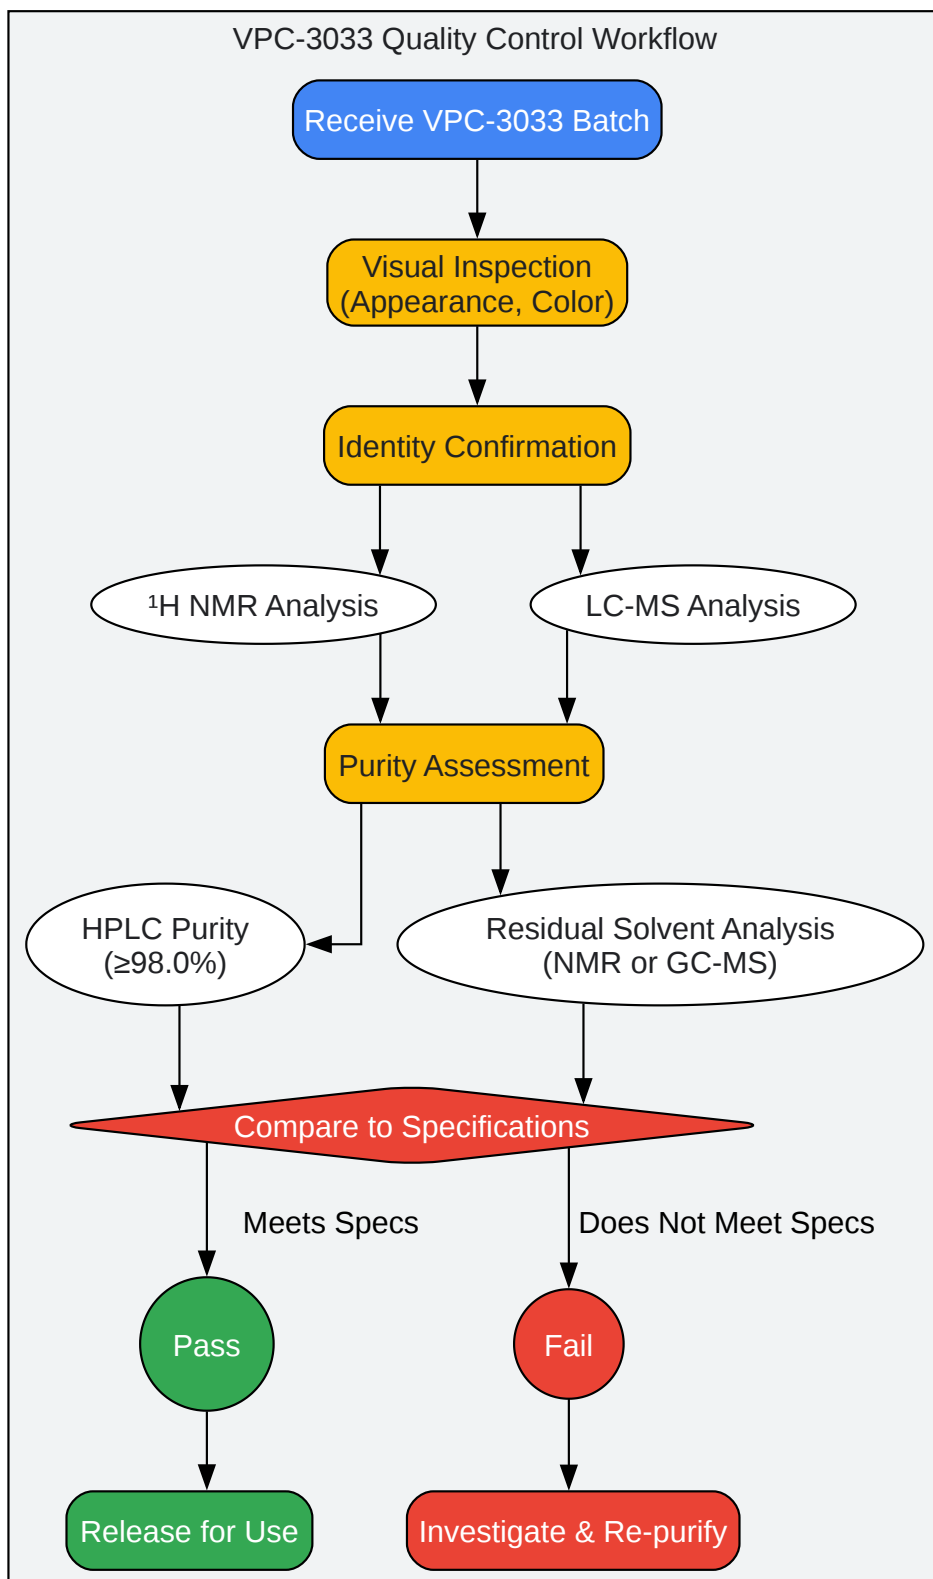 VPC-3033 Quality Control Workflow
Receive VPC-3033 Batch
Visual Inspection
(Appearance, Color)
Identity Confirmation
¹H NMR Analysis
LC-MS Analysis
Purity Assessment
HPLC Purity
(≥98.0%)
Residual Solvent Analysis
(NMR or GC-MS)
Compare to Specifications
Meets Specs
Does Not Meet Specs
Pass
Fail
Release for Use
Investigate & Re-purify